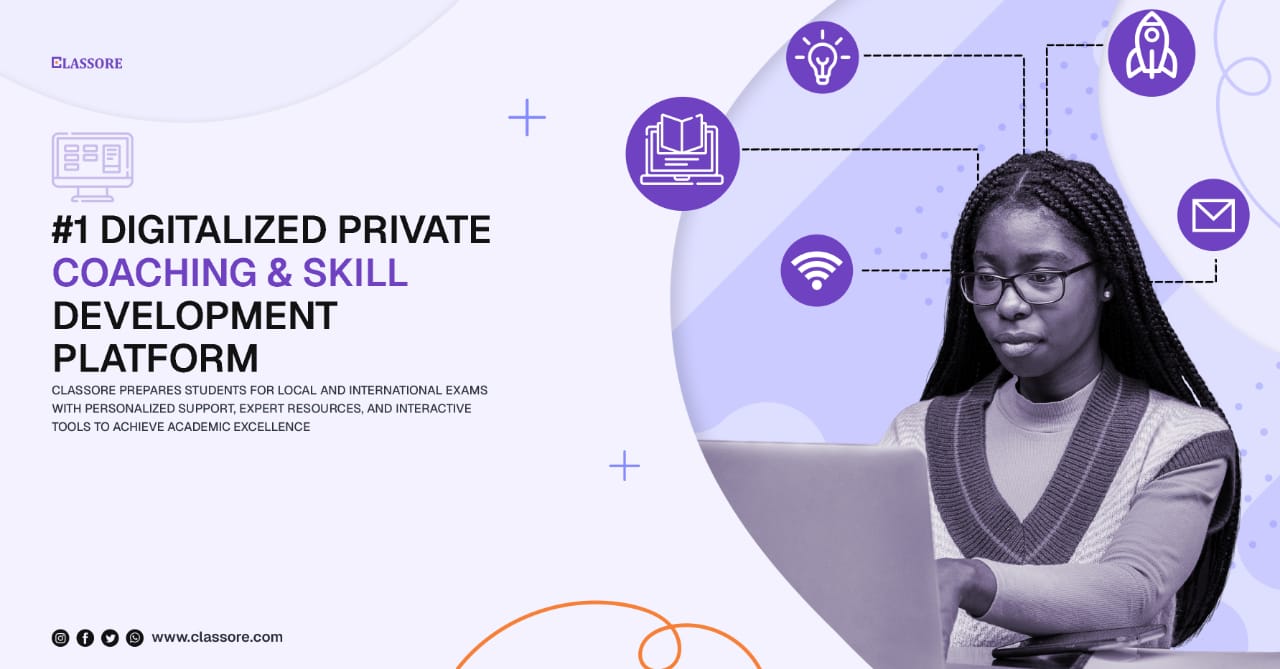 CLASSORE
#1 DIGITALIZED PRIVATE
COACHING & SKILL
DEVELOPMENT
PLATFORM
CLASSORE PREPARES STUDENTS FOR LOCAL AND INTERNATIONAL EXAMS
WITH PERSONALIZED SUPPORT, EXPERT RESOURCES, AND INTERACTIVE
TOOLS TO ACHIEVE ACADEMIC EXCELLENCE
www.classore.com